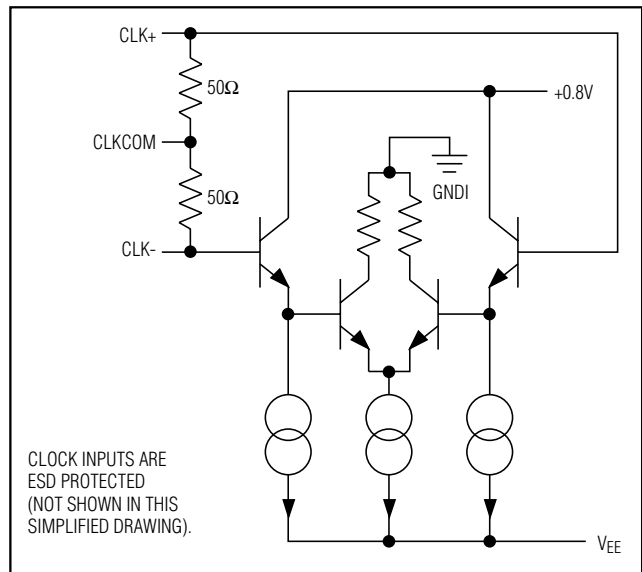 CLK+
50Ω
+0.8V
CLKCOM
GNDI
50Ω
CLK-
CLOCK INPUTS ARE
ESD PROTECTED
(NOT SHOWN IN THIS
SIMPLIFIED DRAWING).
VEE